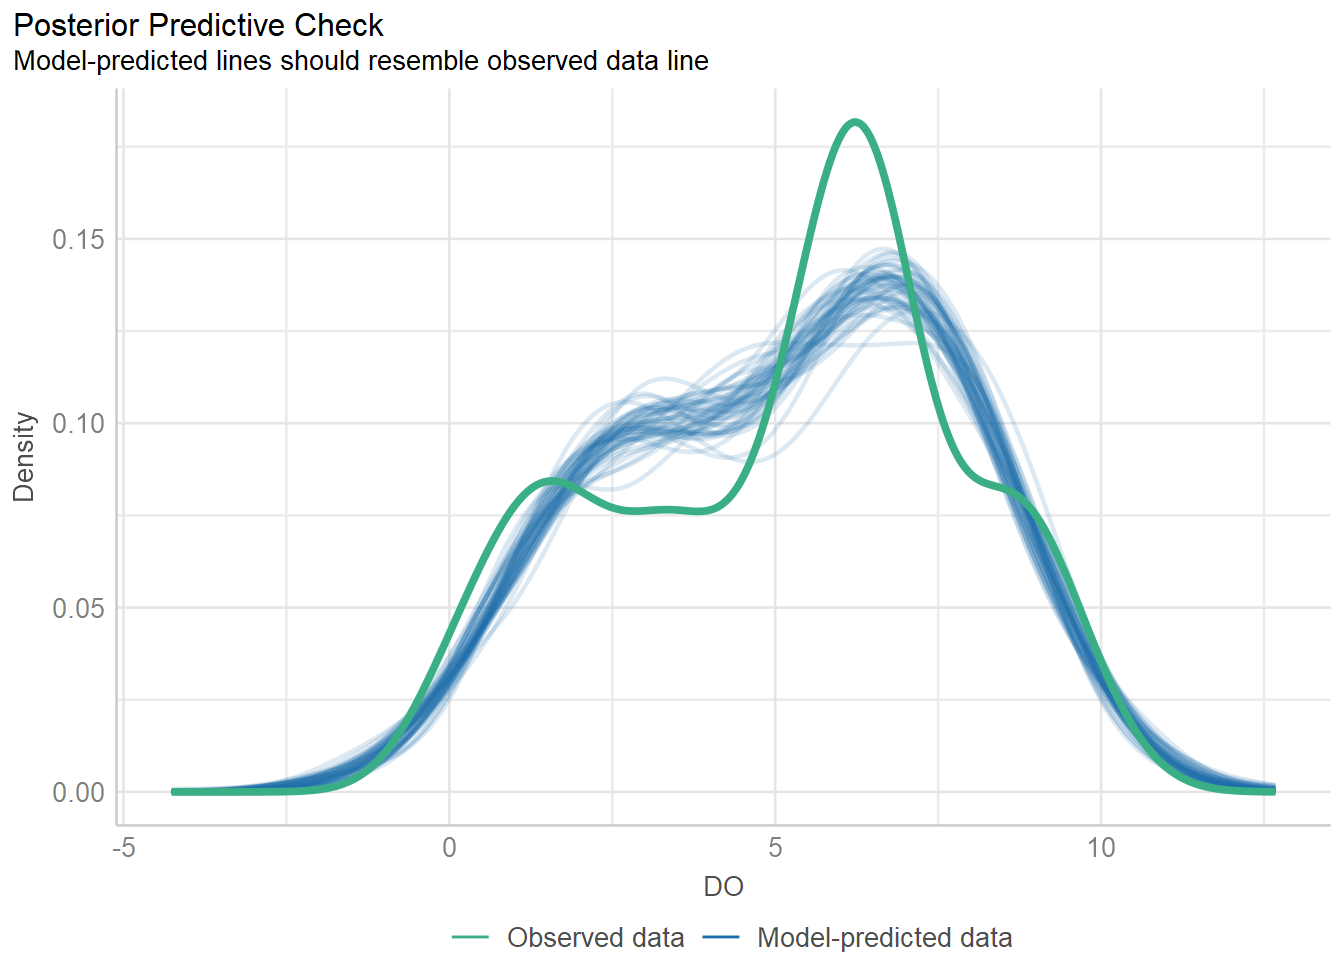 Posterior Predictive Check
Model-predicted lines should resemble observed data line
Density
0.15
0.10
0.05
0.00
-5
0
5
10
DO
Observed data
Model-predicted data